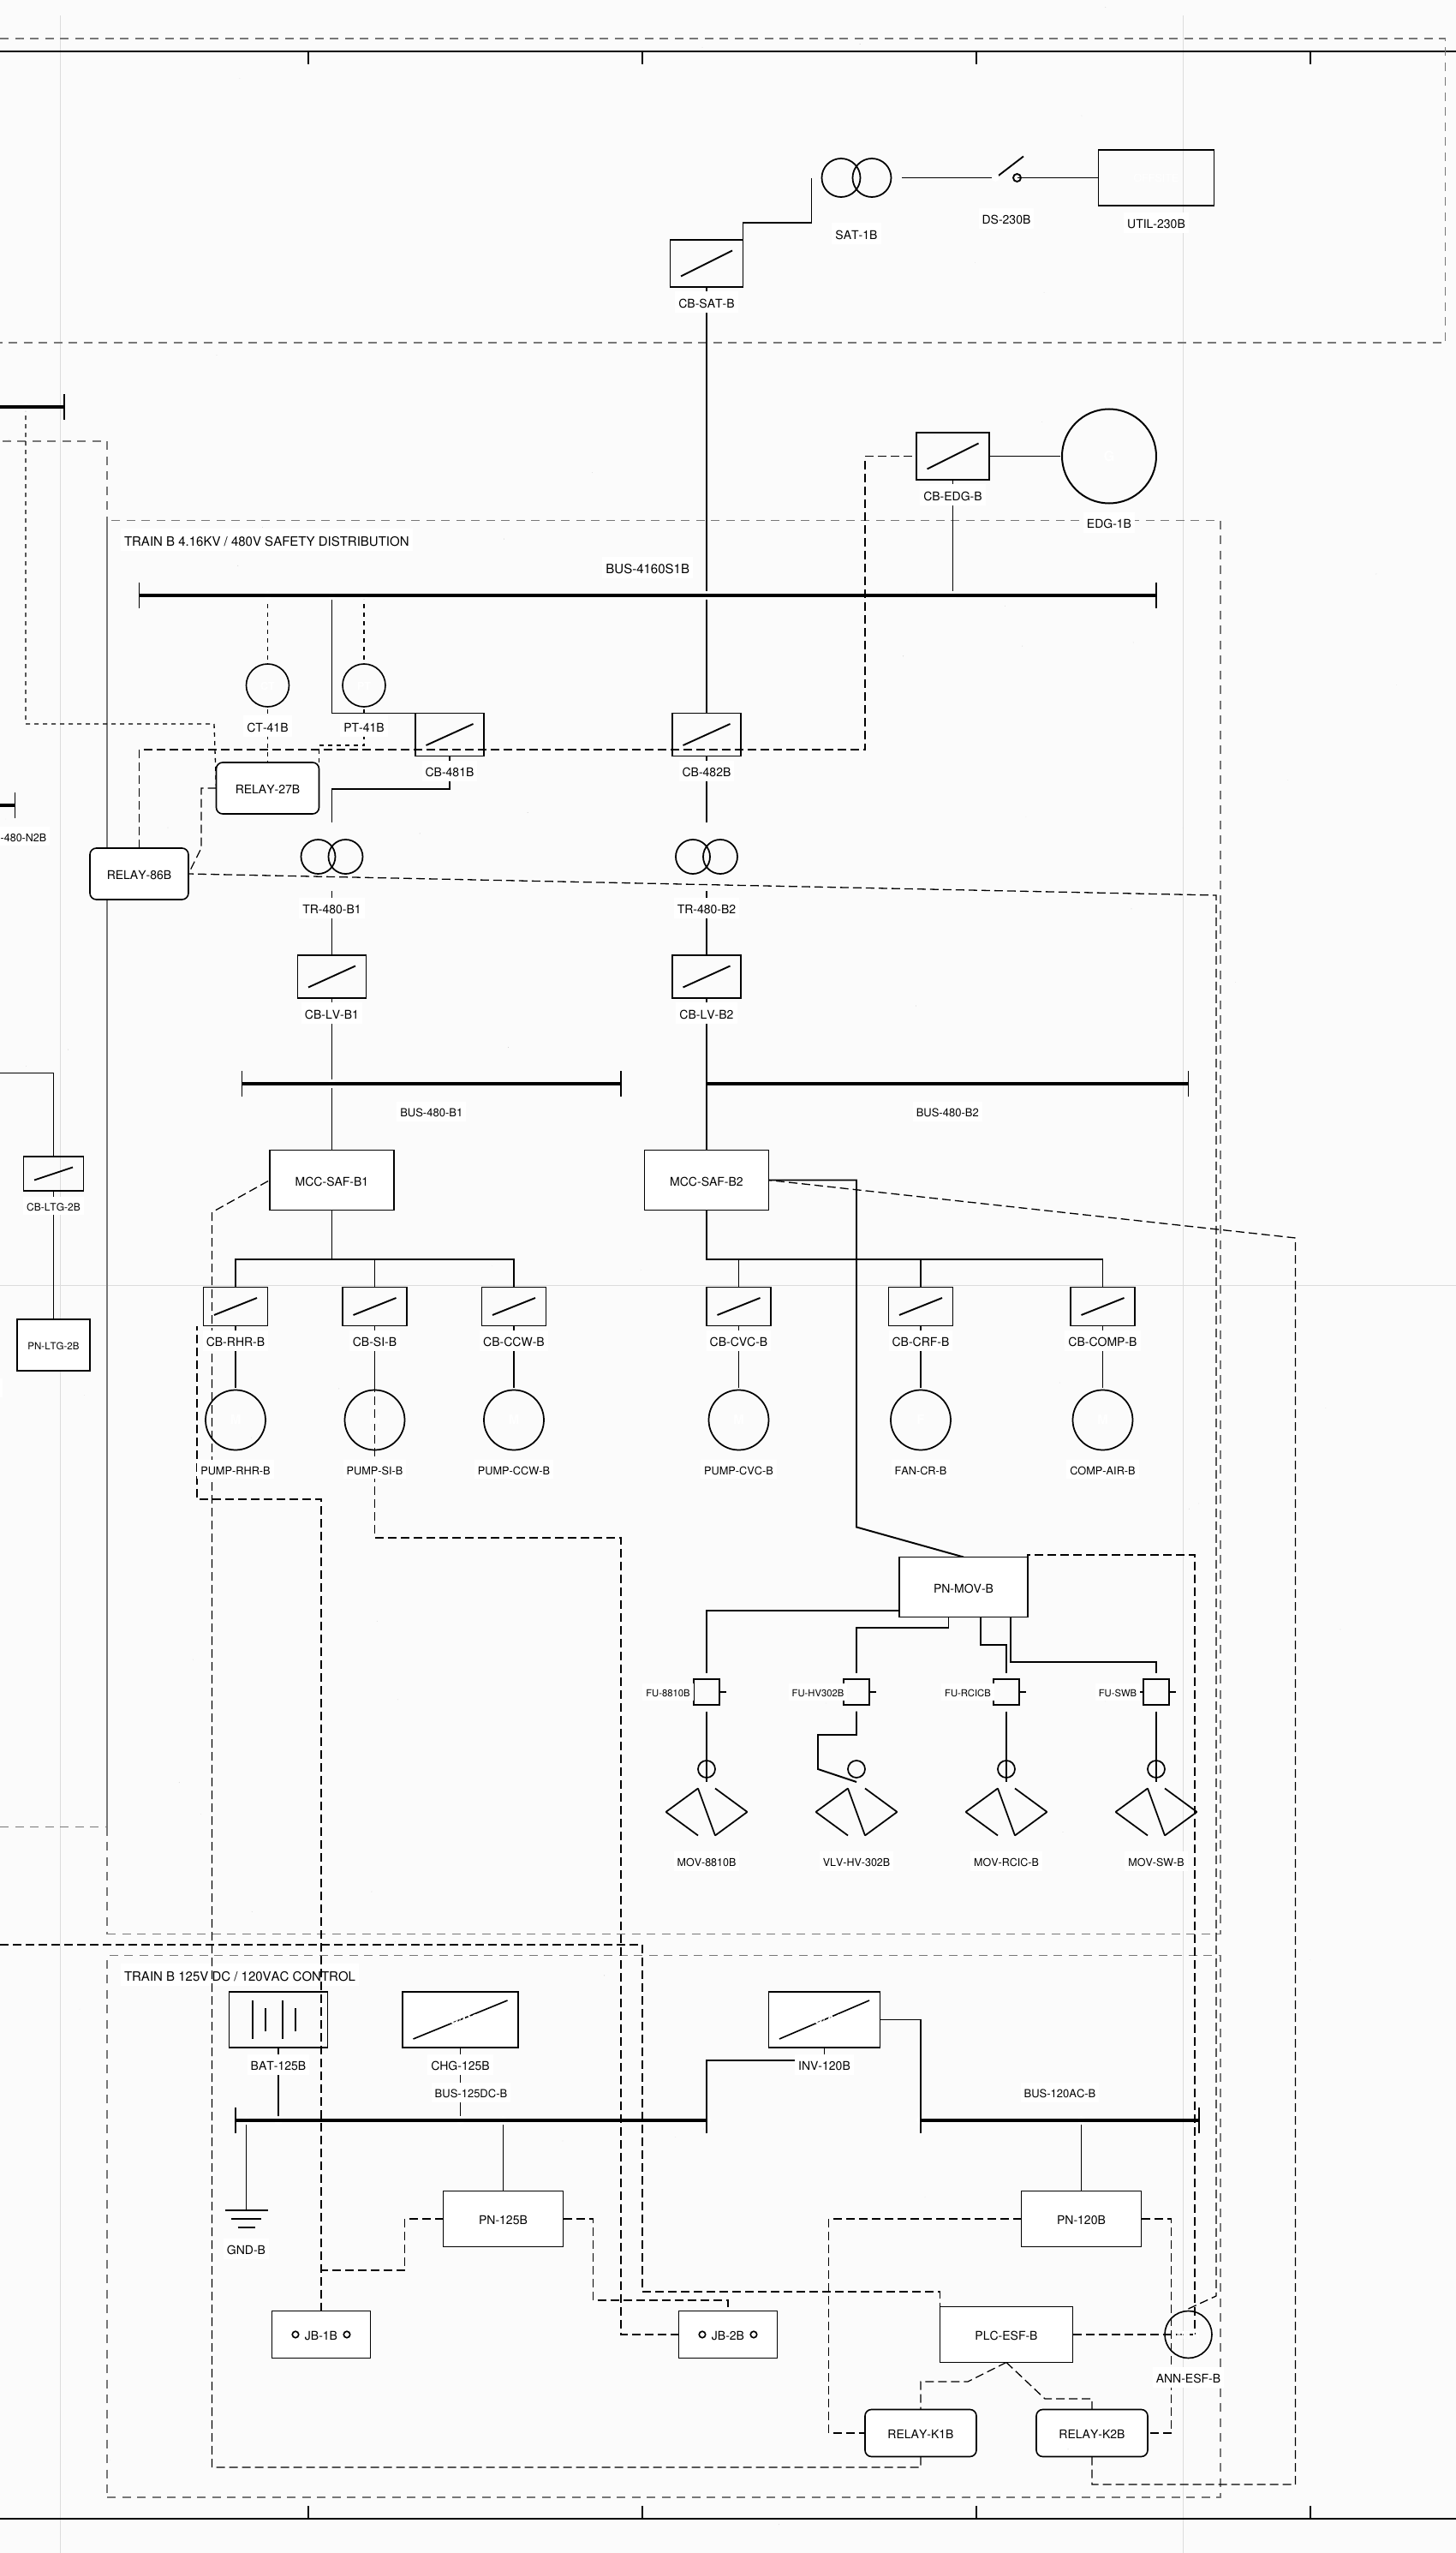 DS-230B
UTIL-230B
SAT-1B
CB-SAT-B
CB-EDG-B
EDG-1B
TRAIN B 4.16KV / 480V SAFETY DISTRIBUTION
BUS-4160S1B
CT-41B
PT-41B
CB-481B
CB-482B
RELAY-27B
-480-N2B
RELAY-86B
TR-480-B1
TR-480-B2
CB-LV-B1
CB-LV-B2
BUS-480-B1
BUS-480-B2
MCC-SAF-B1
MCC-SAF-B2
CB-LTG-2B
PN-LTG-2B
CB-RHR-B
CB-SI-B
CB-CCW-B
CB-CVC-B
CB-CRF-B
CB-COMP-B
PUMP-RHR-B
PUMP-SI-B
PUMP-CCW-B
PUMP-CVC-B
FAN-CR-B
COMP-AIR-B
PN-MOV-B
FU-8810B
FU-HV302B
FU-RCICB
FU-SWB
MOV-8810B
VLV-HV-302B
MOV-RCIC-B
MOV-SW-B
TRAIN B 125V DC / 120VAC CONTROL
BAT-125B
CHG-125B
INV-120B
BUS-125DC-B
BUS-120AC-B
PN-125B
PN-120B
GND-B
JB-1B
JB-2B
PLC-ESF-B
ANN-ESF-B
RELAY-K1B
RELAY-K2B